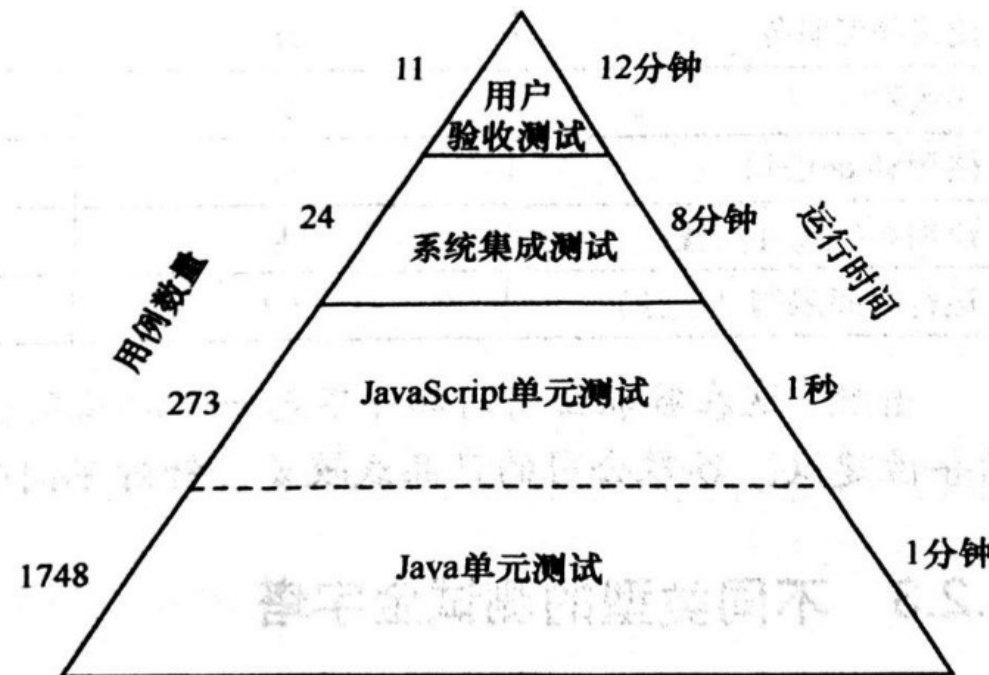 11
用户
验收测试
12分钟
24
系统集成测试
8分钟
用例数量
运行时间
273
JavaScript单元测试
1秒
1748
Java单元测试
1分钟